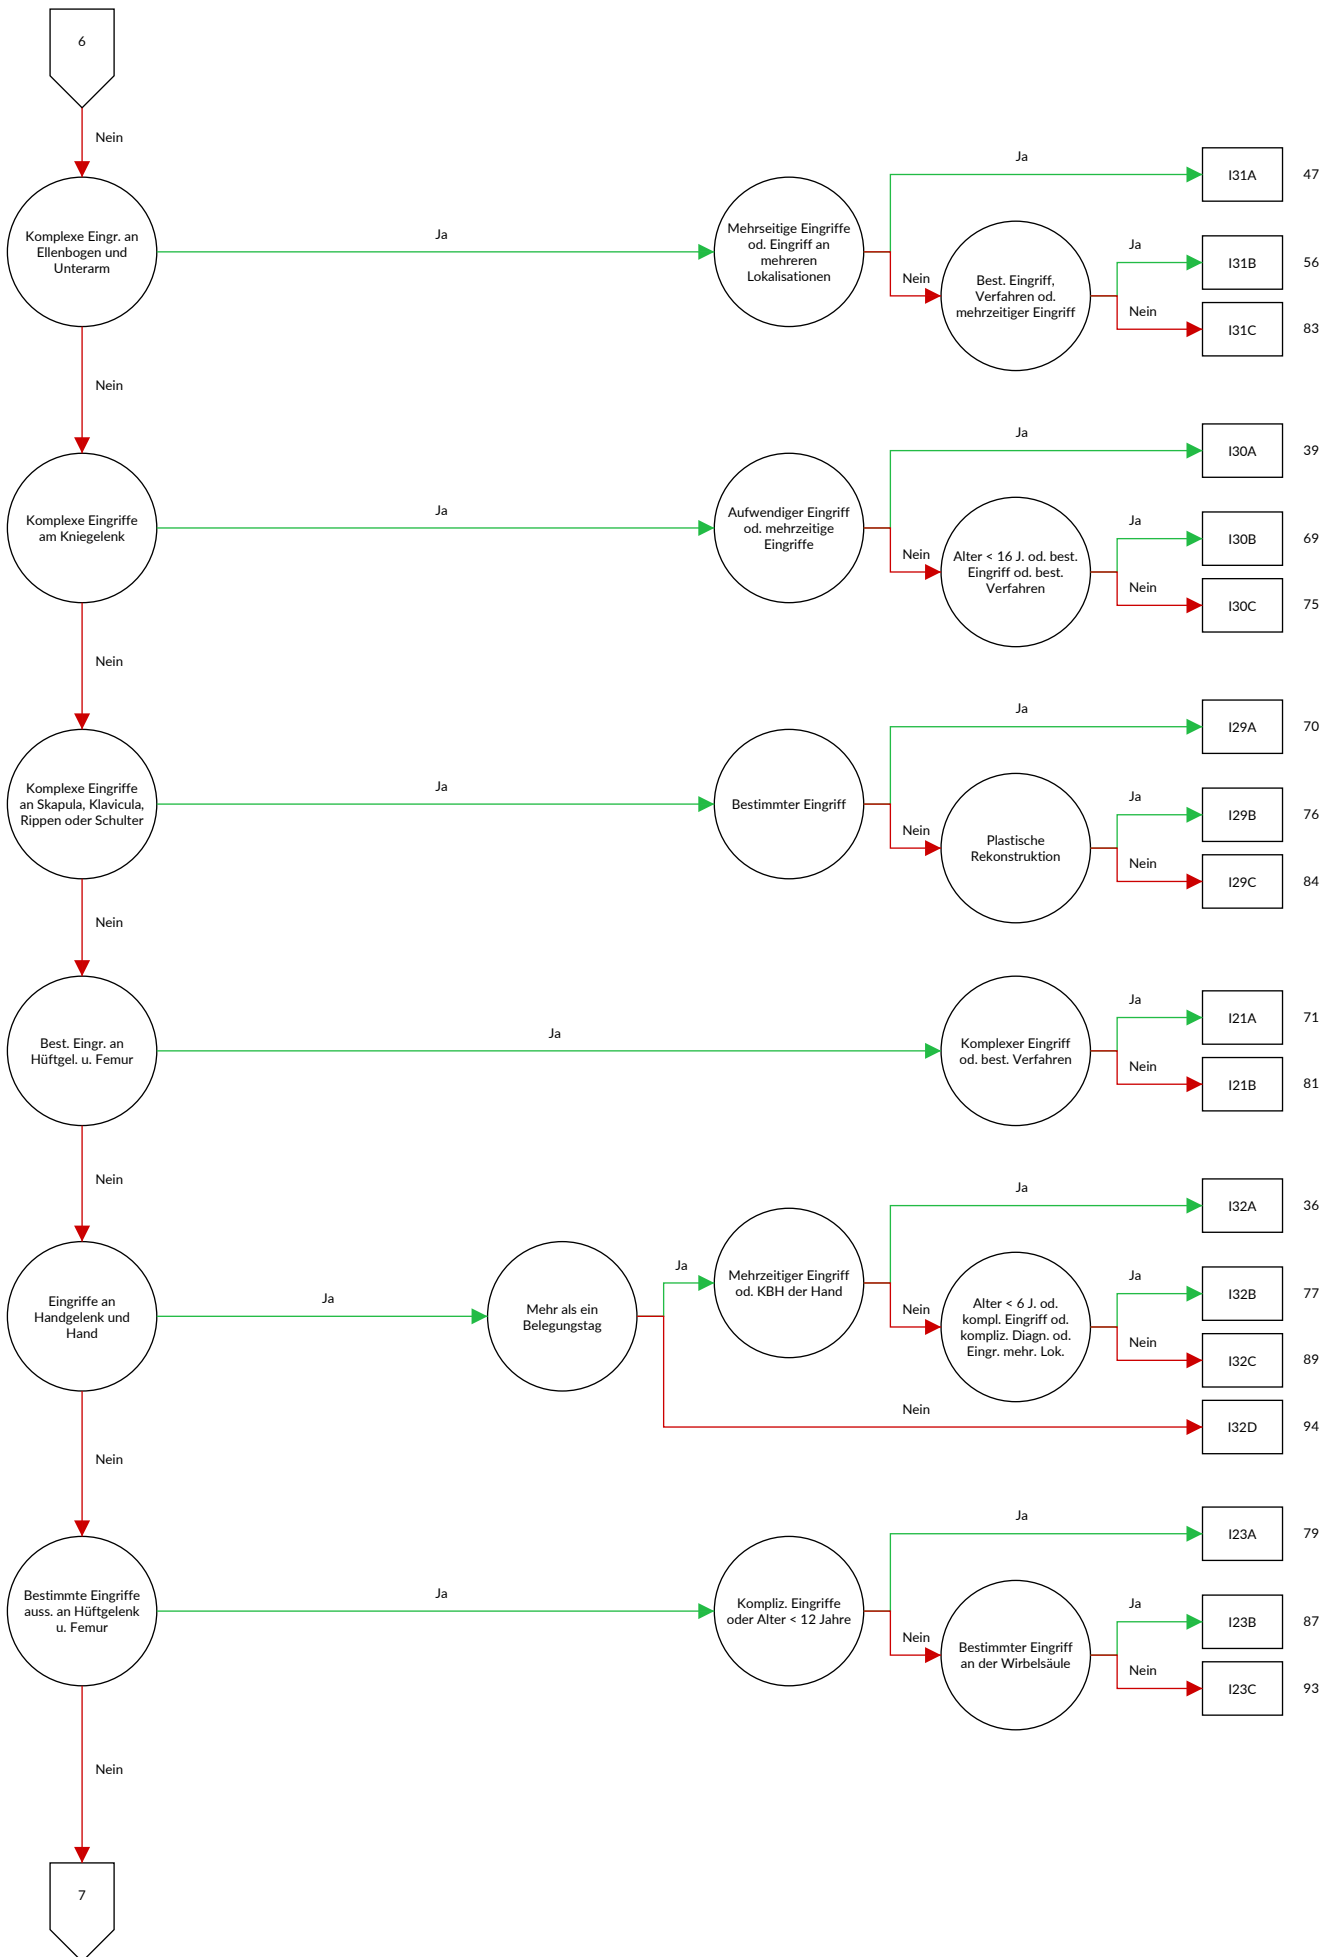 6
Nein
Komplexe Eingr. an
Ellenbogen und
Unterarm
Ja
Mehrseitige Eingriffe
od. Eingriff an
mehreren
Lokalisationen
Ja
I31A
47
Nein
Best. Eingriff,
Verfahren od.
mehrzeitiger Eingriff
Ja
I31B
56
Nein
I31C
83
Nein
Komplexe Eingriffe
am Kniegelenk
Ja
Aufwendiger Eingriff
od. mehrzeitige
Eingriffe
Ja
I30A
39
Nein
Alter < 16 J. od. best.
Eingriff od. best.
Verfahren
Ja
I30B
69
Nein
I30C
75
Nein
Komplexe Eingriffe
an Skapula, Klavicula,
Rippen oder Schulter
Ja
Bestimmter Eingriff
Ja
I29A
70
Nein
Plastische
Rekonstruktion
Ja
I29B
76
Nein
I29C
84
Nein
Best. Eingr. an
Hüftgel. u. Femur
Ja
Komplexer Eingriff
od. best. Verfahren
Ja
I21A
71
Nein
I21B
81
Nein
Eingriffe an
Handgelenk und
Hand
Ja
Mehr als ein
Belegungstag
Ja
Mehrzeitiger Eingriff
od. KBH der Hand
Ja
I32A
36
Nein
Alter < 6 J. od.
kompl. Eingriff od.
kompliz. Diagn. od.
Eingr. mehr. Lok.
Ja
I32B
77
Nein
I32C
89
Nein
I32D
94
Nein
Bestimmte Eingriffe
auss. an Hüftgelenk
u. Femur
Ja
Kompliz. Eingriffe
oder Alter < 12 Jahre
Ja
I23A
79
Nein
Bestimmter Eingriff
an der Wirbelsäule
Ja
I23B
87
Nein
I23C
93
Nein
7